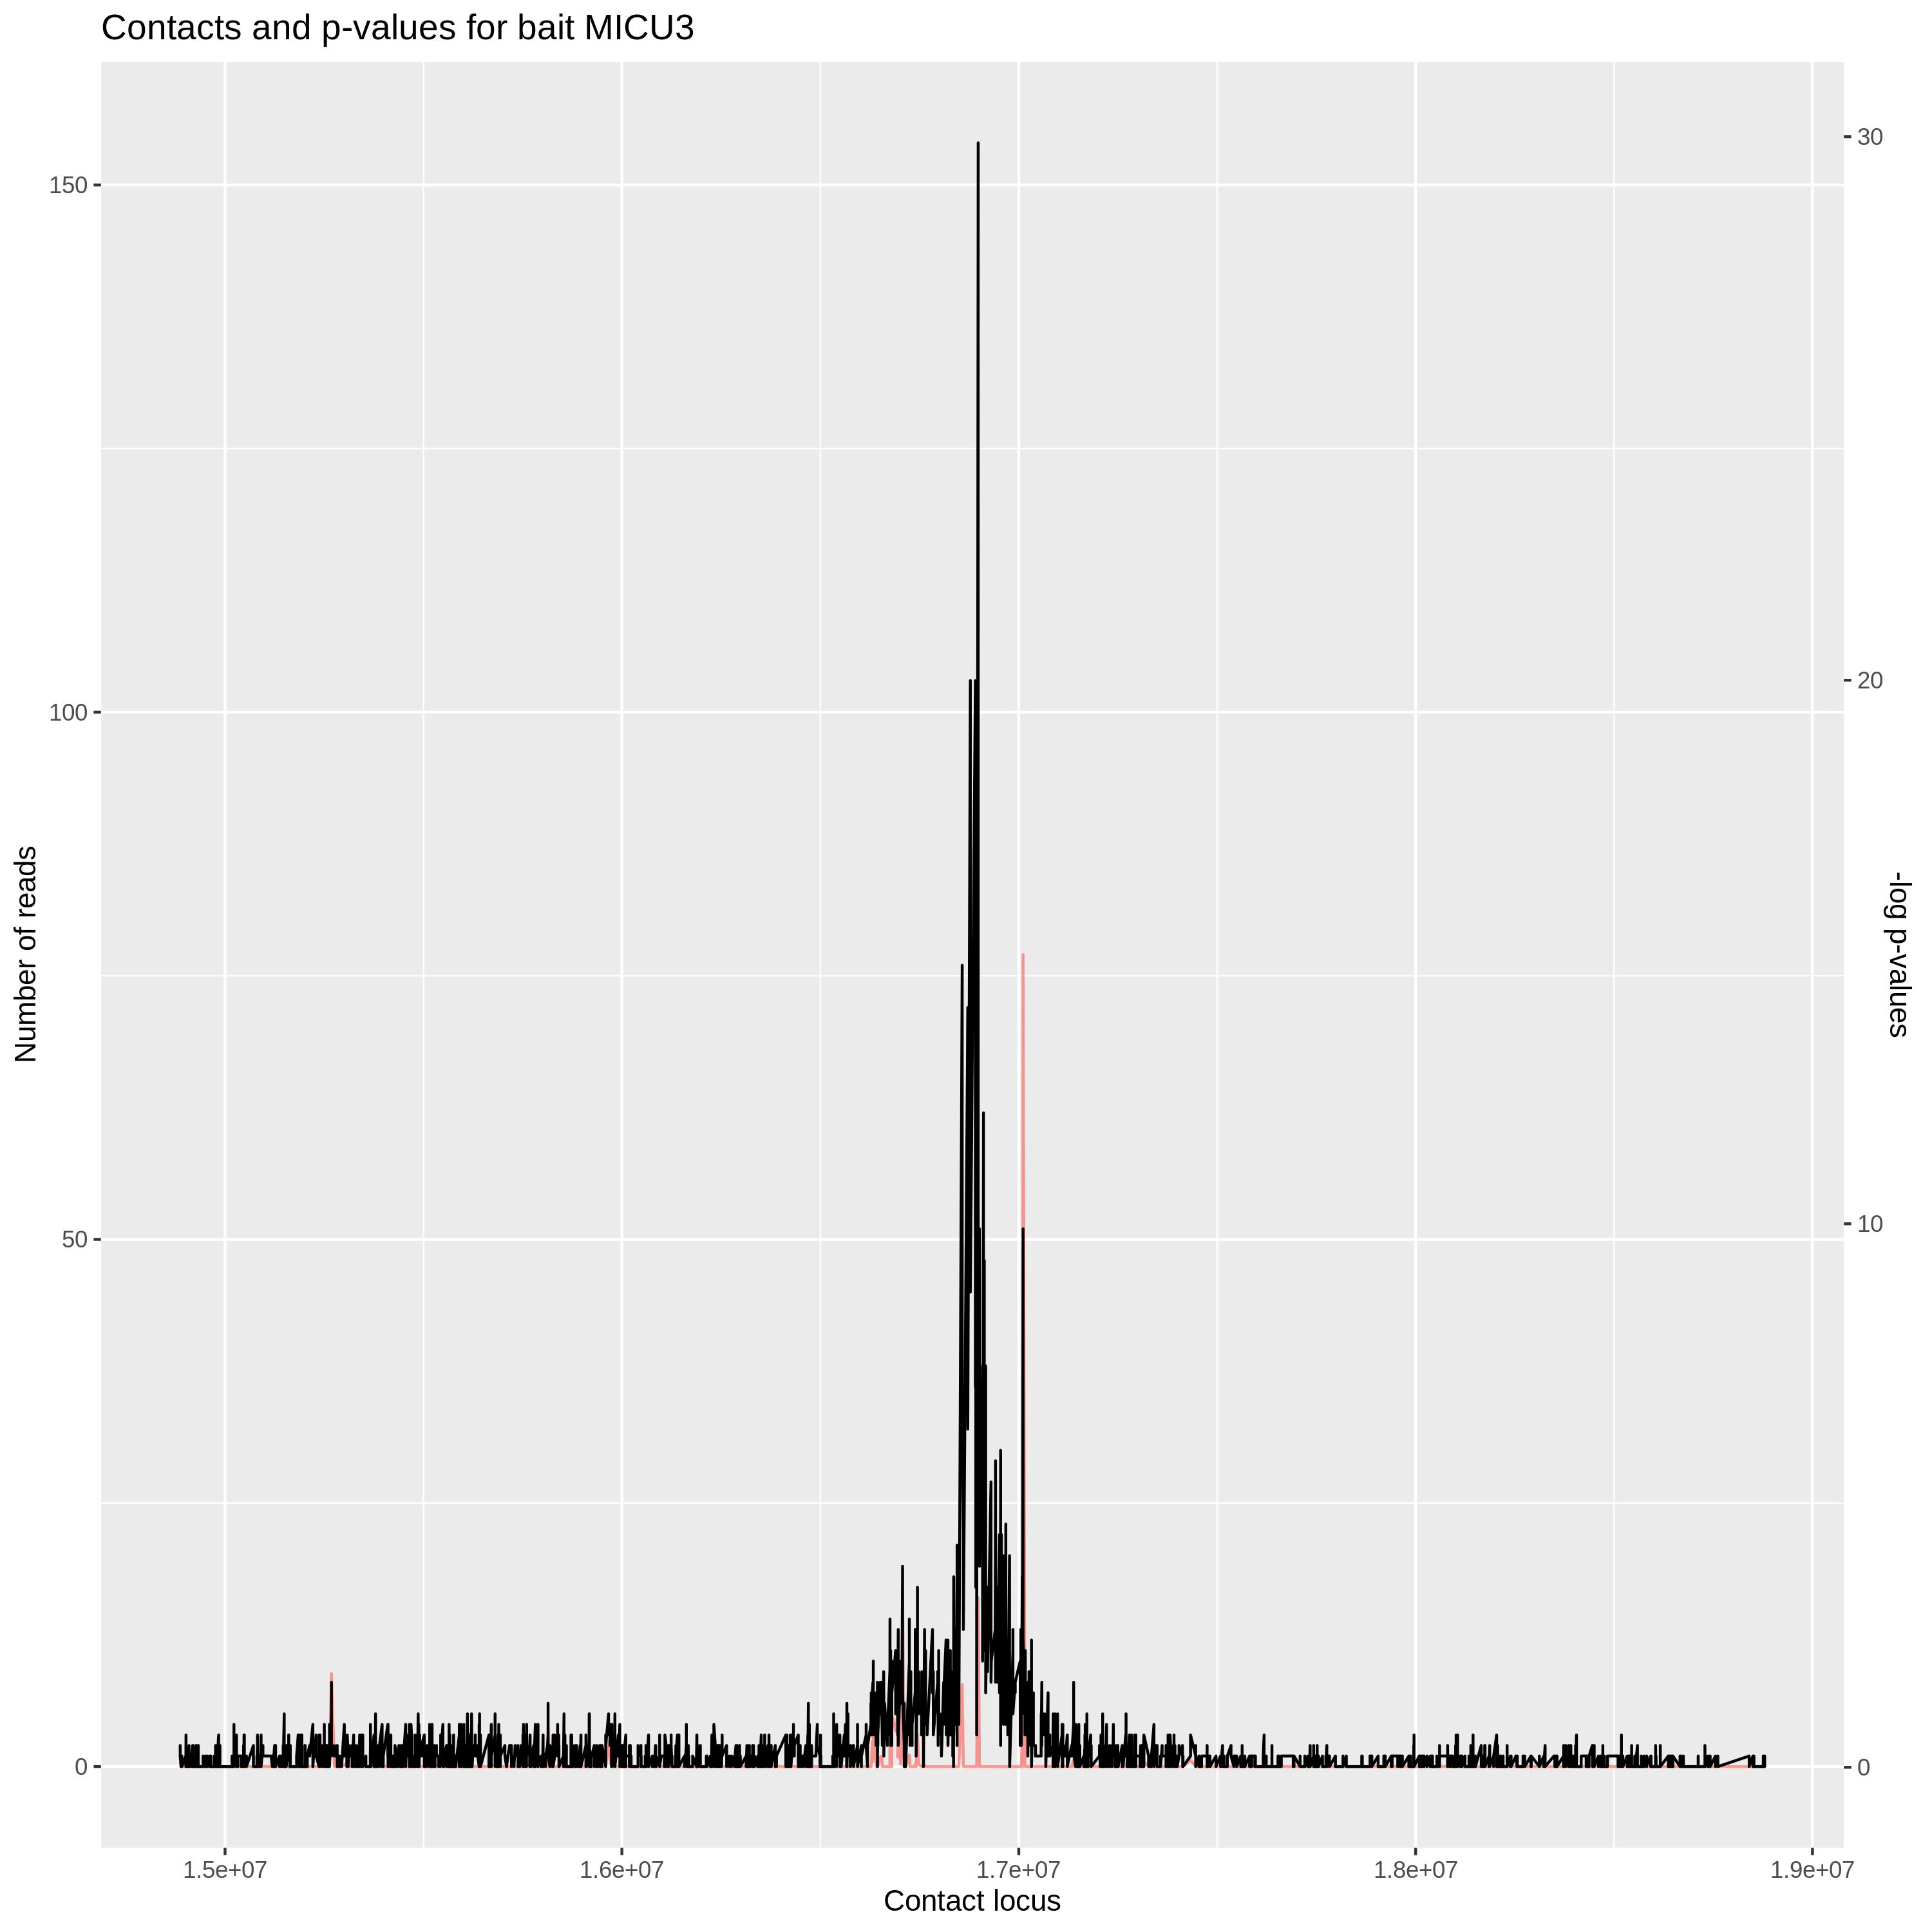 Contacts and p-values for bait MICU3
Number of reads
150
100
50
0
30
20
10
0
-log p-values
1.5e+07
1.6e+07
1.7e+07
1.8e+07
1.9e+07
Contact locus